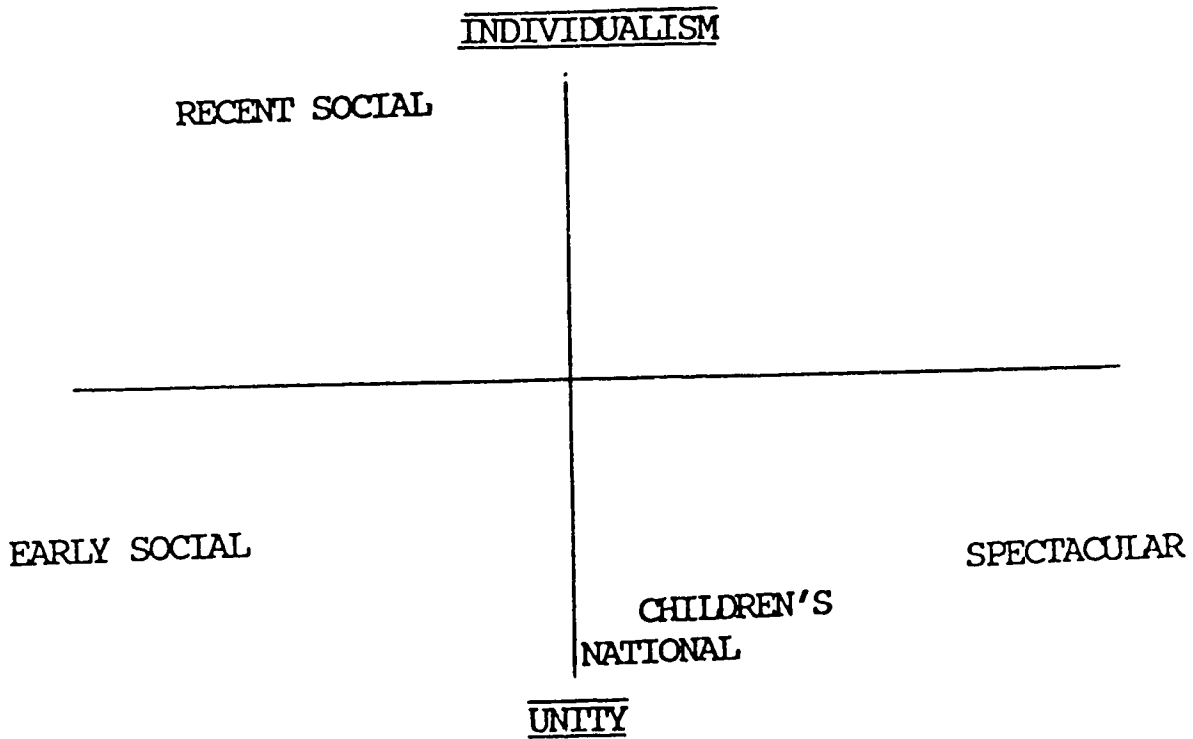 INDIVIDUALISM
RECENT SOCIAL
EARLY SOCIAL
SPECTACULAR
CHILDREN'S
NATIONAL
UNITY